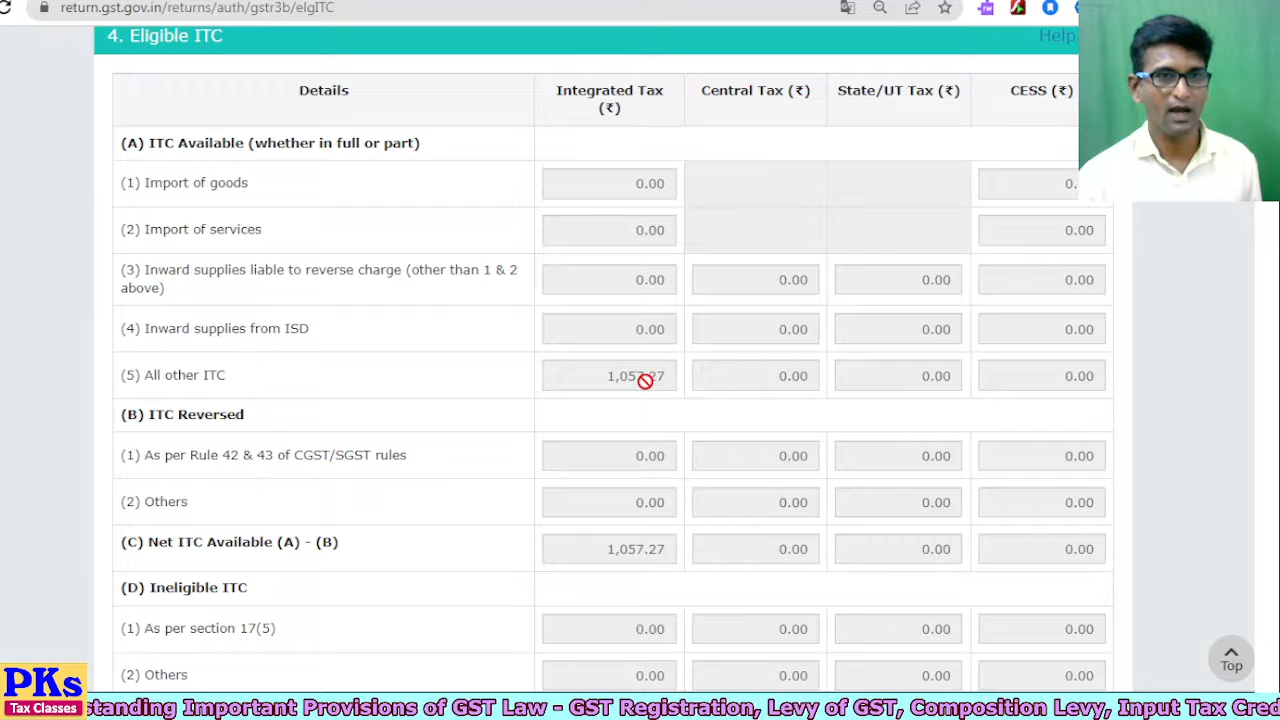 returns.gst.gov.in/returns/auth/gstr3b/elgITC
4. Eligible ITC Help
Details Integrated Tax (₹) Central Tax (₹) State/UT Tax (₹) CESS (₹)
(A) ITC Available (whether in full or part)
(1) Import of goods 0.00 0.
(2) Import of services 0.00 0.00
(3) Inward supplies liable to reverse charge (other than 1 & 2
above) 0.00 0.00 0.00 0.00
(4) Inward supplies from ISD 0.00 0.00 0.00 0.00
(5) All other ITC 1,057.27 0.00 0.00 0.00
(B) ITC Reversed
(1) As per Rule 42 & 43 of CGST/SGST rules 0.00 0.00 0.00 0.00
(2) Others 0.00 0.00 0.00 0.00
(C) Net ITC Available (A) - (B) 1,057.27 0.00 0.00 0.00
(D) Ineligible ITC
(1) As per section 17(5) 0.00 0.00 0.00 0.00
(2) Others 0.00 0.00 0.00 0.00
Top
PKs
Tax Classes
standing Important Provisions of GST Law - GST Registration, Levy of GST, Composition Levy, Input Tax Cred